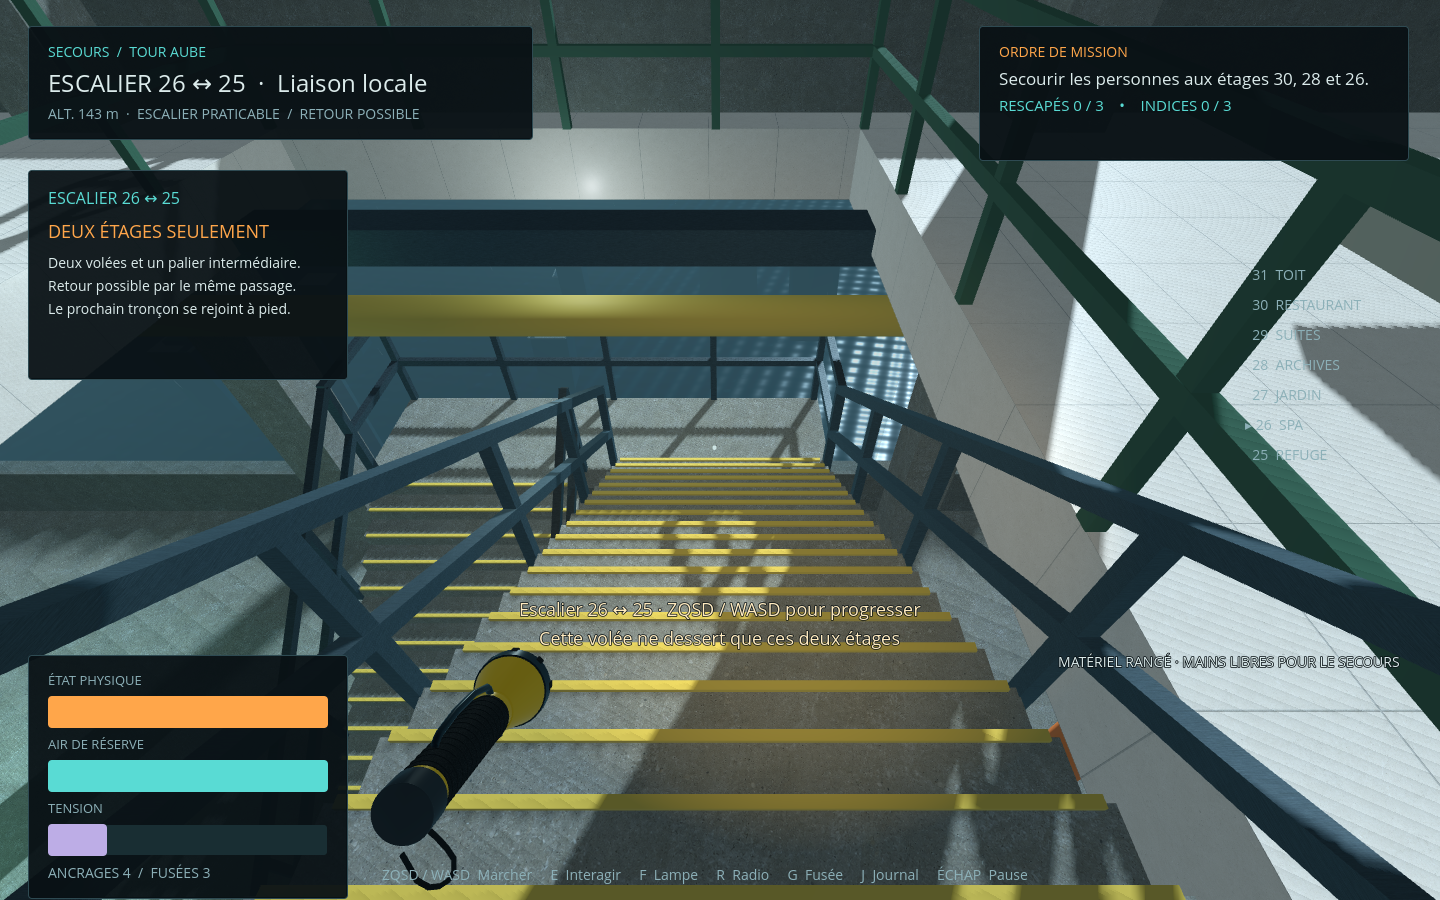 SECOURS / TOUR AUBE
ESCALIER 26 ↔ 25 · Liaison locale
ALT. 143 m · ESCALIER PRATICABLE / RETOUR POSSIBLE
ORDRE DE MISSION
Secourir les personnes aux étages 30, 28 et 26.
RESCAPÉS 0 / 3 • INDICES 0 / 3
ESCALIER 26 ↔ 25
DEUX ÉTAGES SEULEMENT
Deux volées et un palier intermédiaire.
Retour possible par le même passage.
Le prochain tronçon se rejoint à pied.
31 TOIT
30 RESTAURANT
29 SUITES
28 ARCHIVES
27 JARDIN
▸ 26 SPA
25 REFUGE
Escalier 26 ↔ 25 · ZQSD / WASD pour progresser
Cette volée ne dessert que ces deux étages
MATÉRIEL RANGÉ · MAINS LIBRES POUR LE SECOURS
ÉTAT PHYSIQUE
AIR DE RÉSERVE
TENSION
ANCRAGES 4 / FUSÉES 3
ZQSD / WASD Marcher E Interagir F Lampe R Radio G Fusée J Journal ÉCHAP Pause